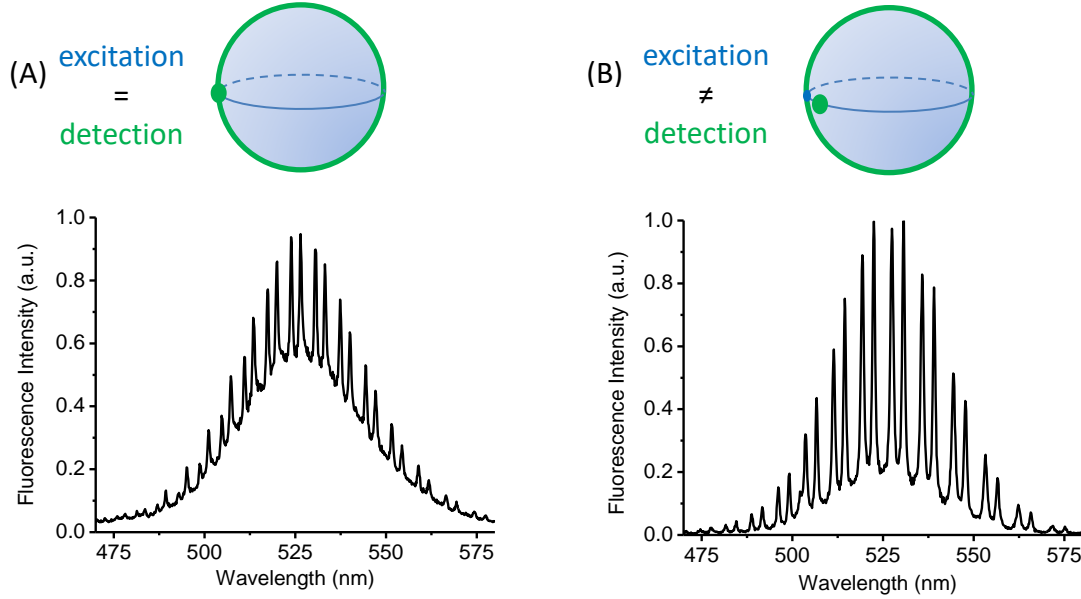 (A)
excitation
=
detection
(B)
excitation
≠
detection
Fluorescence Intensity (a.u.)
1.0
0.8
0.6
0.4
0.2
0.0
475
500
525
550
575
Wavelength (nm)
Fluorescence Intensity (a.u.)
1.0
0.8
0.6
0.4
0.2
0.0
475
500
525
550
575
Wavelength (nm)